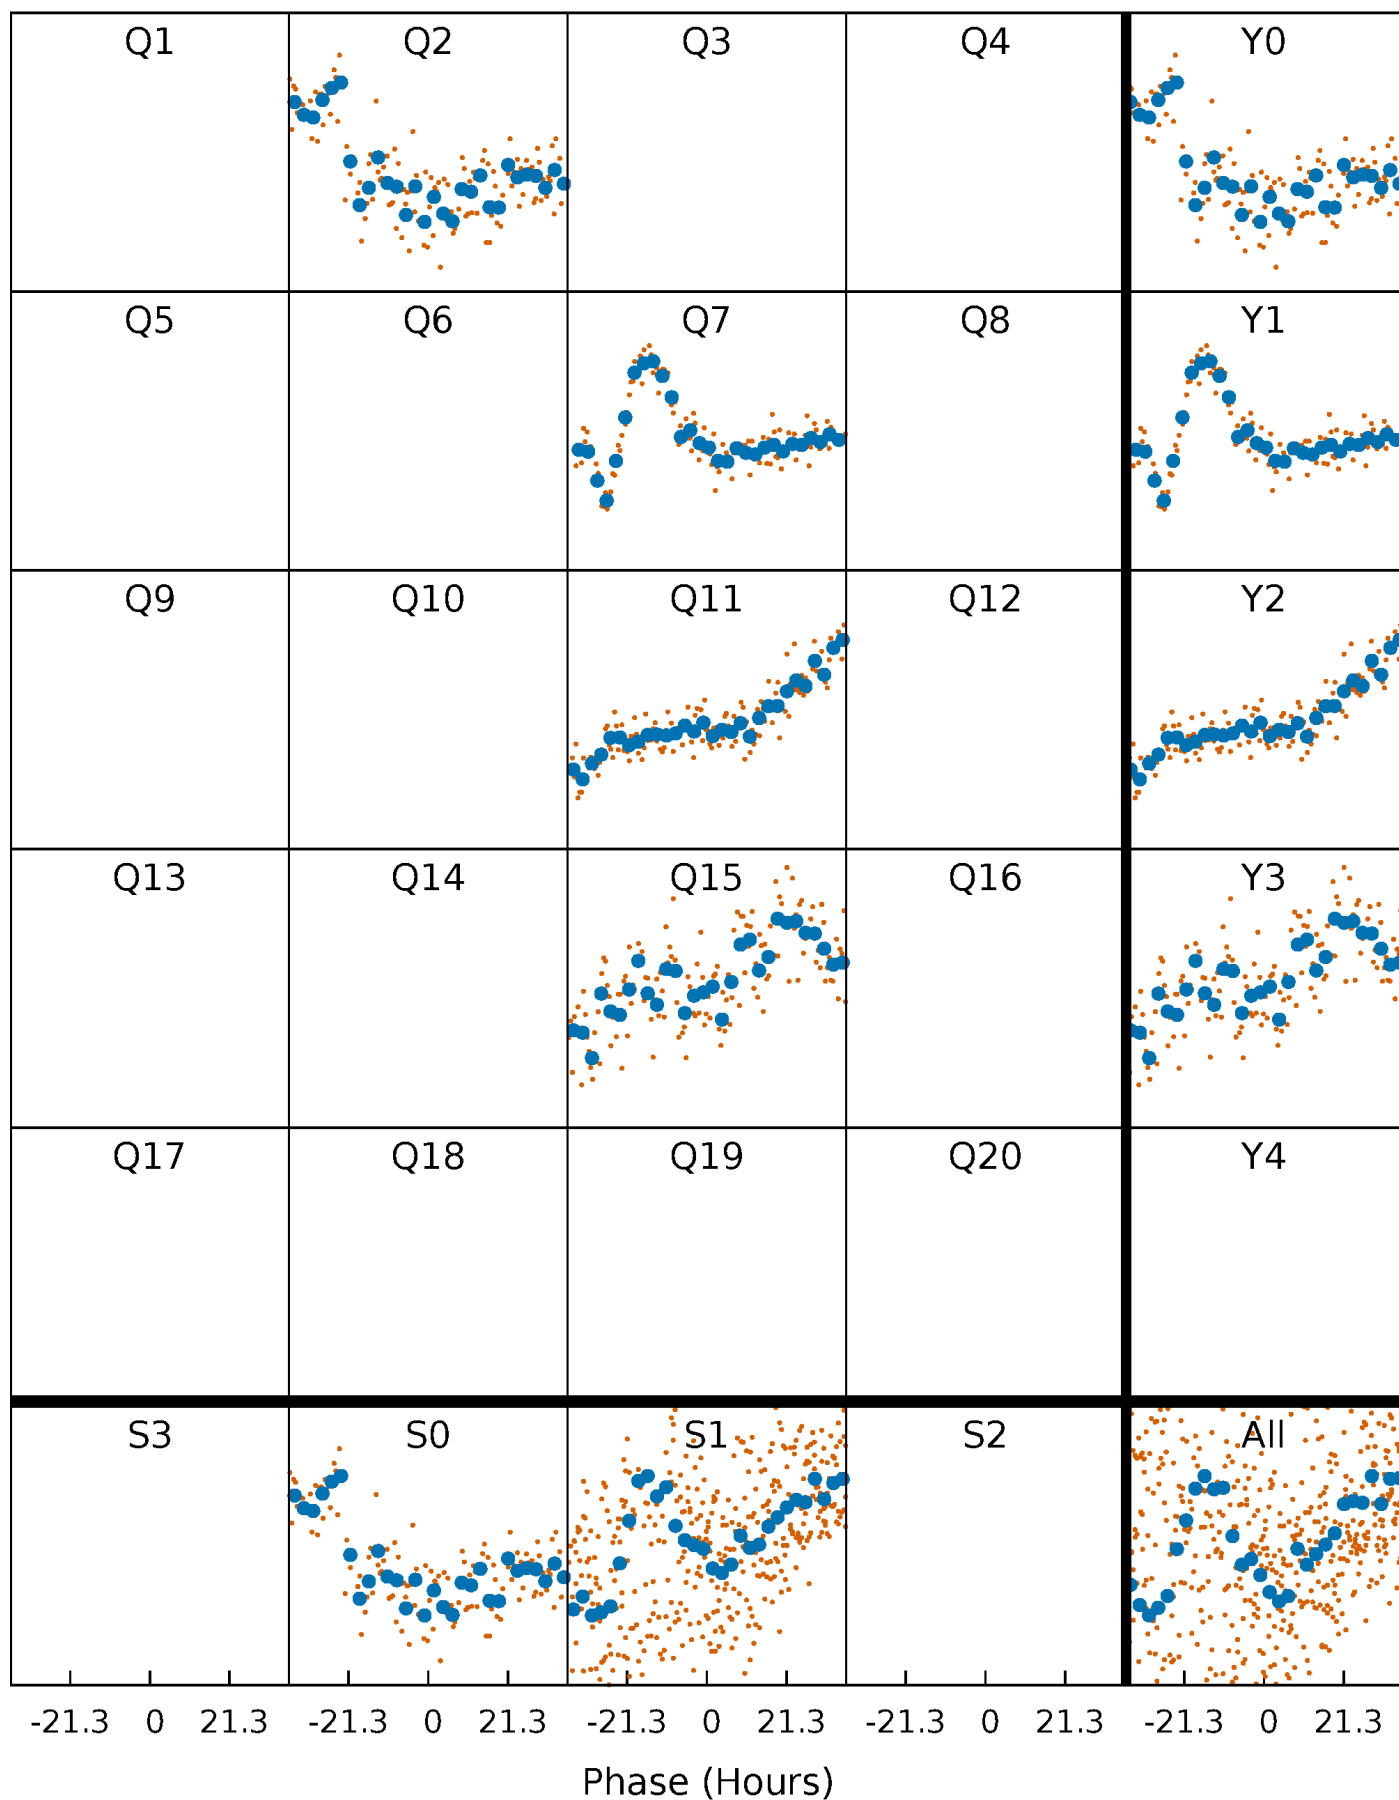 Q1 Q2 Q3 Q4 Y0
Q5 Q6 Q7 Q8 Y1
Q9 Q10 Q11 Q12 Y2
Q13 Q14 Q15 Q16 Y3
Q17 Q18 Q19 Q20 Y4
S3 S0 S1 S2 All
-21.3 0 21.3 -21.3 0 21.3 -21.3 0 21.3 -21.3 0 21.3 -21.3 0 21.3
Phase (Hours)